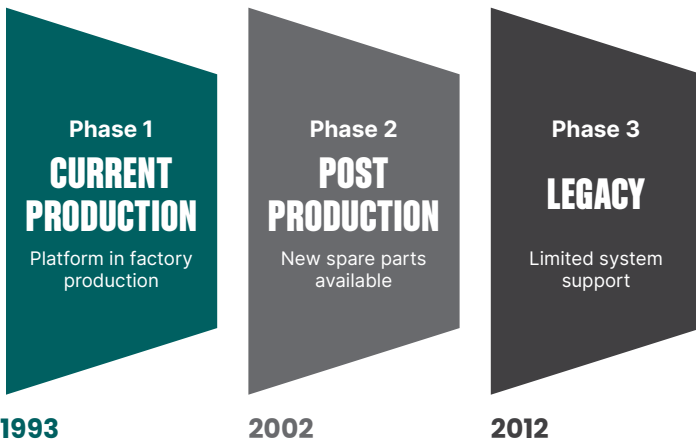 Phase 1
CURRENT
PRODUCTION
Platform in factory
production
1993
Phase 2
POST
PRODUCTION
New spare parts
available
2002
Phase 3
LEGACY
Limited system
support
2012